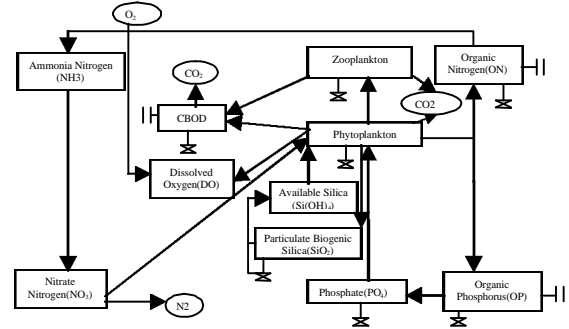 O₂
Ammonia Nitrogen
(NH3)
CO₂
Zooplankton
Organic
Nitrogen(ON)
CO2
CBOD
Phytoplankton
Dissolved
Oxygen(DO)
Available Silica
(Si(OH)₄)
Particulate Biogenic
Silica(SiO₂)
Nitrate
Nitrogen(NO₃)
N2
Phosphate(PO₄)
Organic
Phosphorus(OP)